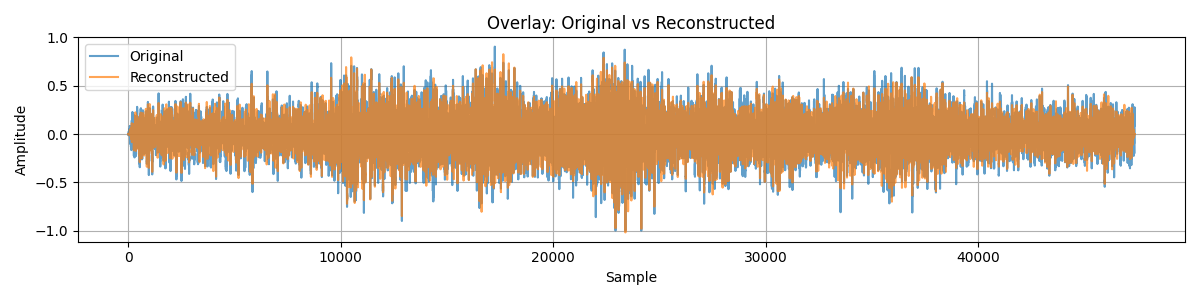 Overlay: Original vs Reconstructed
Original
Reconstructed
1.0
0.5
0.0
−0.5
−1.0
Amplitude
0
10000
20000
30000
40000
Sample